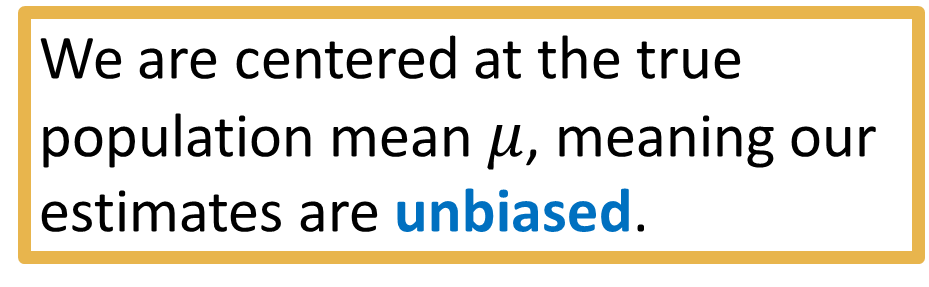 We are centered at the true
population mean 𝜇, meaning our
estimates are unbiased.